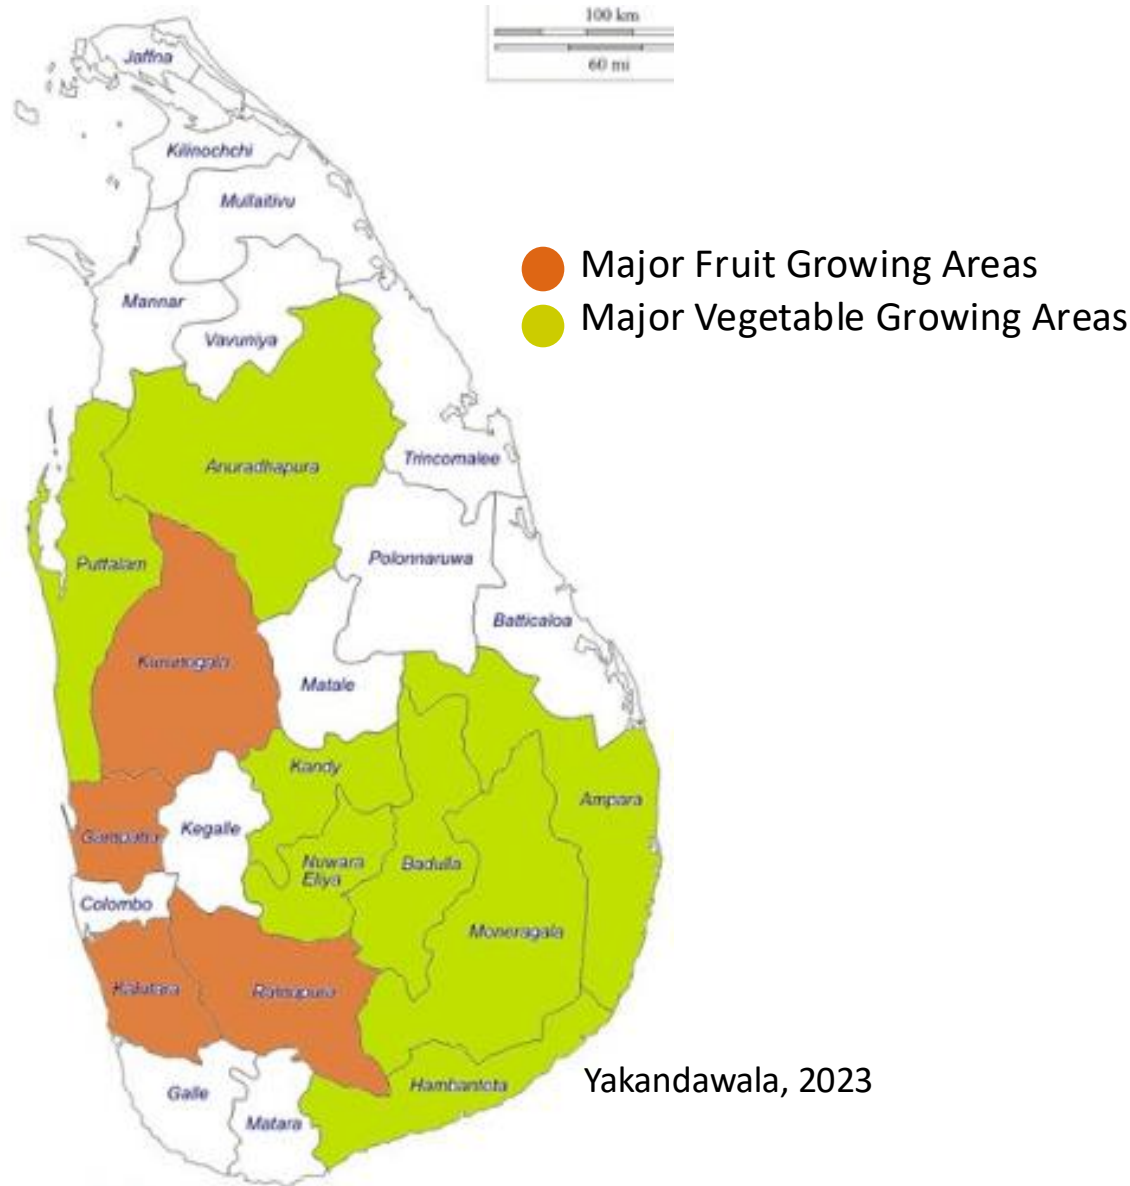 100 km
60 mi
Jaffna
Kilinochchi
Mullaitivu
Major Fruit Growing Areas
Mannar
Major Vegetable Growing Areas
Vavuniya
Trincomalee
Anuradhapura
Polonnaruwa
Puttalam
Batticaloa
Kurunegala
Matale
Kandy
Ampara
Gampaha
Kegalle
Nuwara
Eliya
Badulla
Colombo
Moneragala
Kalutara
Ratnapura
Yakandawala, 2023
Hambantota
Galle
Matara